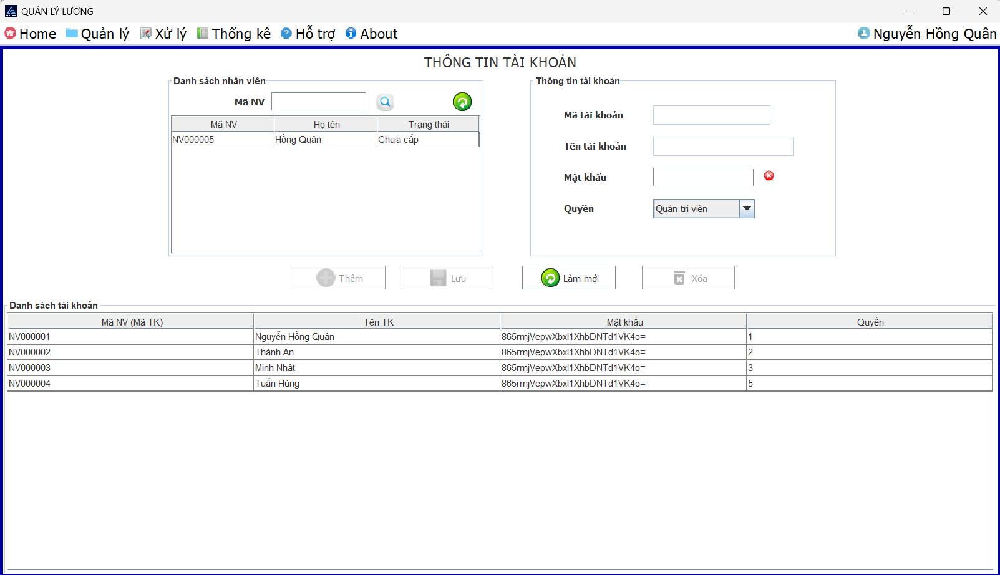 QUẢN LÝ LƯƠNG
Home Quản lý Xử lý Thống kê Hỗ trợ About Nguyễn Hồng Quân
THÔNG TIN TÀI KHOẢN
Danh sách nhân viên
Mã NV
Mã NV Họ tên Trạng thái
NV000005 Hồng Quân Chưa cấp
Thông tin tài khoản
Mã tài khoản
Tên tài khoản
Mật khẩu
Quyền Quản trị viên
Thêm Lưu Làm mới Xóa
Danh sách tài khoản
Mã NV (Mã TK) Tên TK Mật khẩu Quyền
NV000001 Nguyễn Hồng Quân 865rmjVepwXbxI1XhbDNTd1VK4o= 1
NV000002 Thành An 865rmjVepwXbxI1XhbDNTd1VK4o= 2
NV000003 Minh Nhật 865rmjVepwXbxI1XhbDNTd1VK4o= 3
NV000004 Tuấn Hùng 865rmjVepwXbxI1XhbDNTd1VK4o= 5